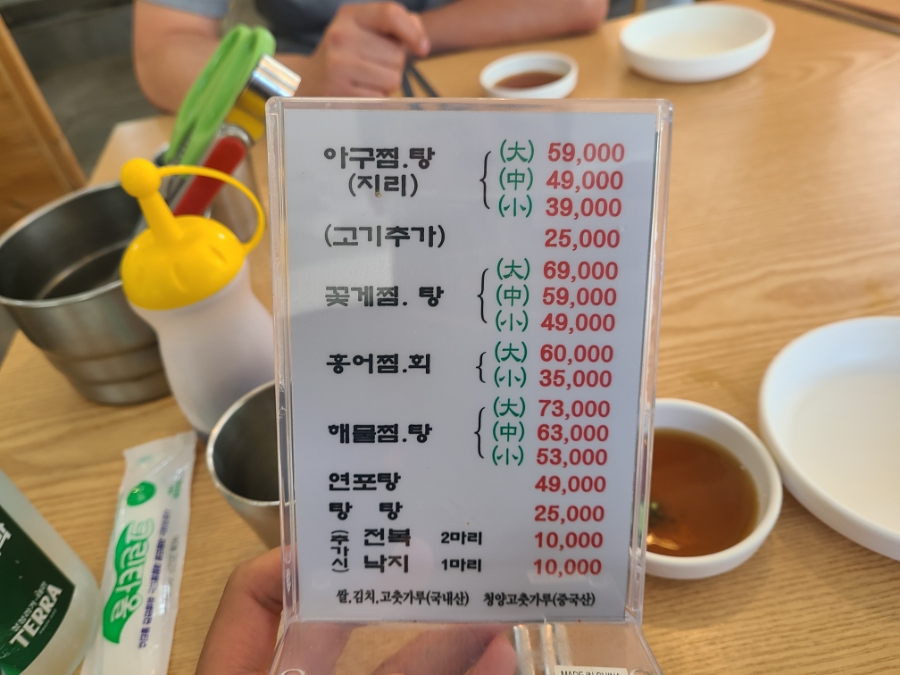 아구찜.탕 (大) 59,000
(지리) (中) 49,000
(小) 39,000
(고기추가) 25,000
(大) 69,000
꽃게찜. 탕 (中) 59,000
(小) 49,000
홍어찜.회 (大) 60,000
(小) 35,000
(大) 73,000
해물찜.탕 (中) 63,000
(小) 53,000
연포탕 49,000
탕 탕 25,000
(추가시) 전복 2마리 10,000
낙지 1마리 10,000
쌀.김치.고춧가루(국내산) 청양고춧가루(중국산)
MADE IN CHINA
TERRA
크린타올